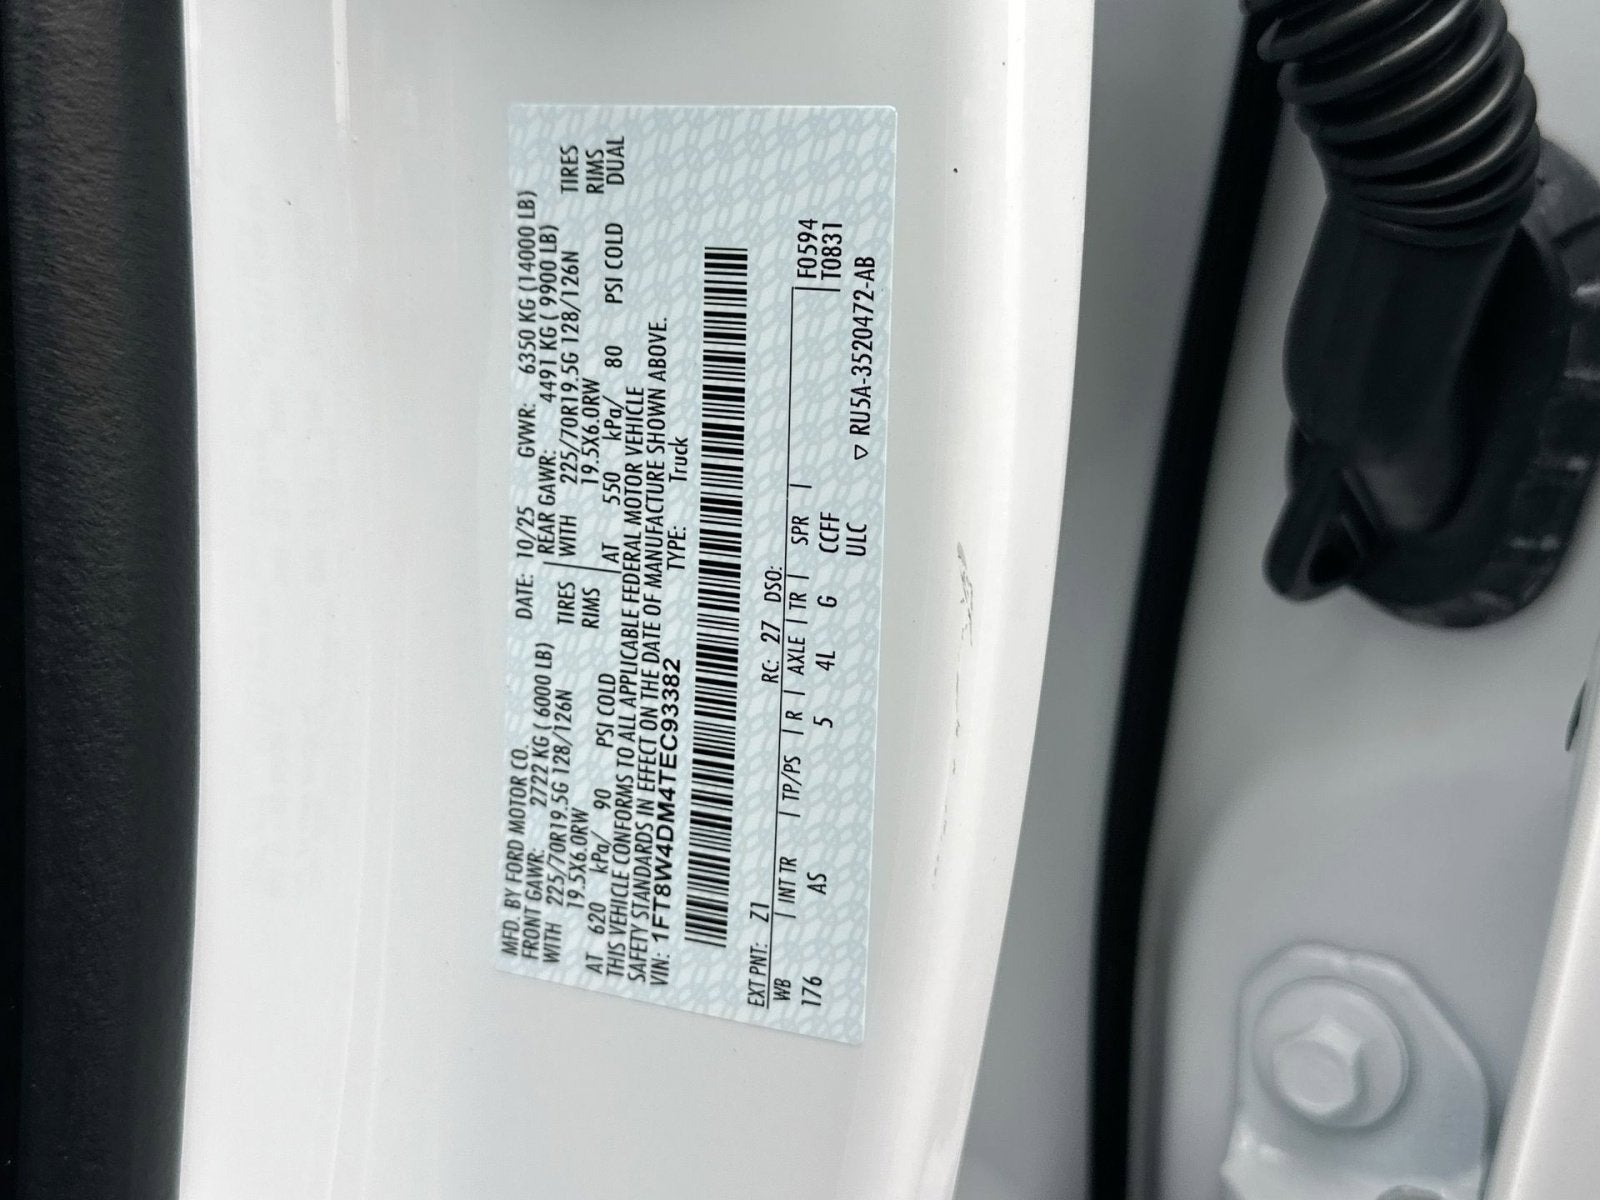 MFD. BY FORD MOTOR CO.
DATE: 10/25 GVWR: 6350 KG (14000 LB)
FRONT GAWR: 2722 KG ( 6000 LB)
REAR GAWR: 4491 KG ( 9900 LB)
WITH 225/70R19.5G 128/126N TIRES
WITH 225/70R19.5G 128/126N TIRES
19.5X6.0RW RIMS
19.5X6.0RW RIMS
AT 620 kPa/ 90 PSI COLD
AT 550 kPa/ 80 PSI COLD DUAL
THIS VEHICLE CONFORMS TO ALL APPLICABLE FEDERAL MOTOR VEHICLE
SAFETY STANDARDS IN EFFECT ON THE DATE OF MANUFACTURE SHOWN ABOVE.
VIN: 1FT8W4DM4TEC93382 TYPE: Truck
EXT PNT: Z1 RC: 27 DSO:
WB | INT TR | TP/PS | R | AXLE | TR | SPR | F0594
176 AS 5 4L G CCFF T0831
ULC ▽ RU5A-3520472-AB